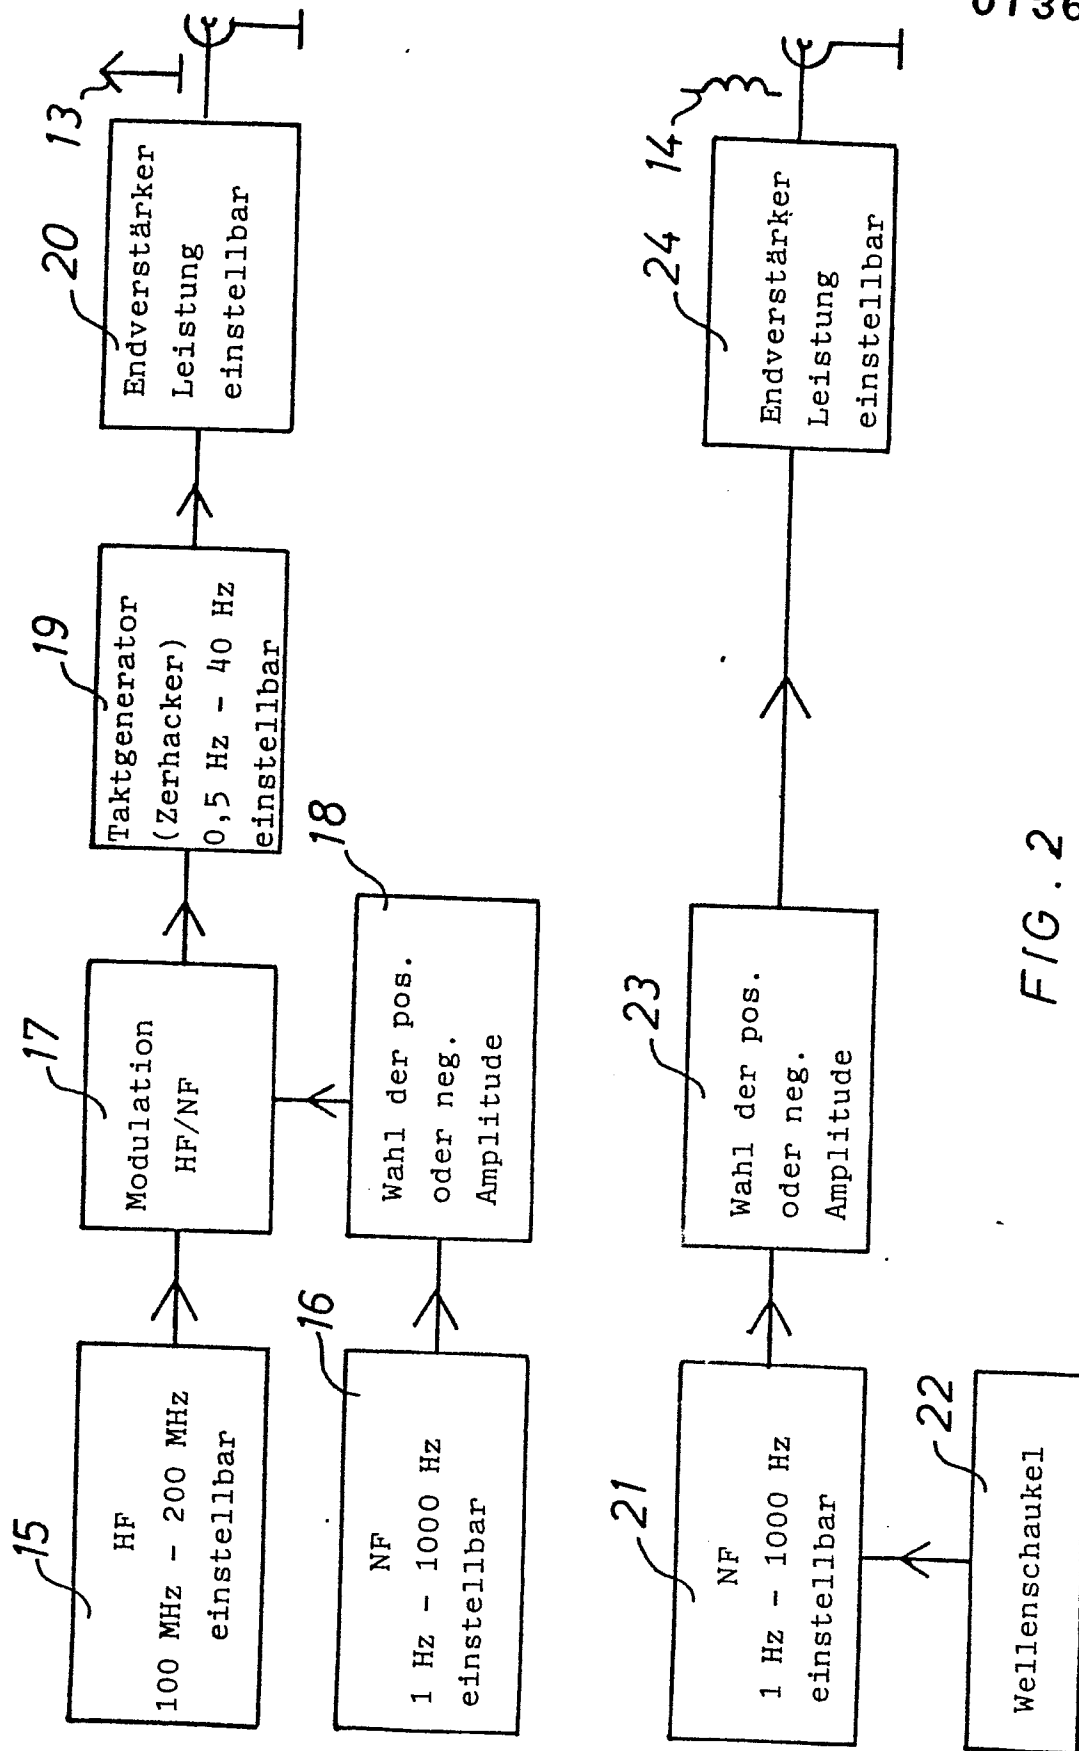 0136
15
HF
100 MHz - 200 MHz
einstellbar
17
Modulation
HF/NF
19
Taktgenerator
(Zerhacker)
0,5 Hz - 40 Hz
einstellbar
20
Endverstärker
Leistung
einstellbar
13
16
NF
1 Hz - 1000 Hz
einstellbar
18
Wahl der pos.
oder neg.
Amplitude
21
NF
1 Hz - 1000 Hz
einstellbar
23
Wahl der pos.
oder neg.
Amplitude
24
Endverstärker
Leistung
einstellbar
14
22
Wellenschaukel
FIG. 2